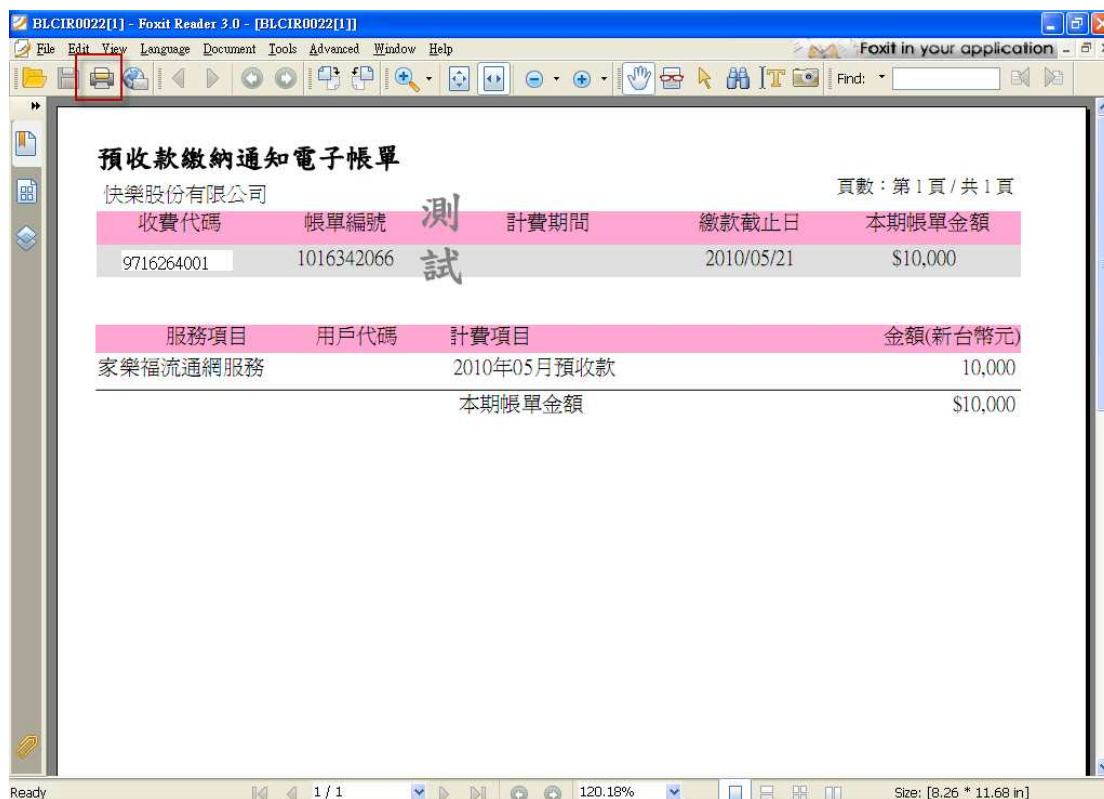 BLCIR0022[1] - Foxit Reader 3.0 - [BLCIR0022[1]]
File Edit View Language Document Tools Advanced Window Help Foxit in your application
Find:
預收款繳納通知電子帳單
快樂股份有限公司 頁數：第1頁/共1頁
收費代碼 帳單編號 計費期間 繳款截止日 本期帳單金額
9716264001 1016342066 2010/05/21 $10,000
測試
服務項目 用戶代碼 計費項目 金額(新台幣元)
家樂福流通網服務 2010年05月預收款 10,000
本期帳單金額 $10,000
Ready 1 / 1 120.18% Size: [8.26 * 11.68 in]